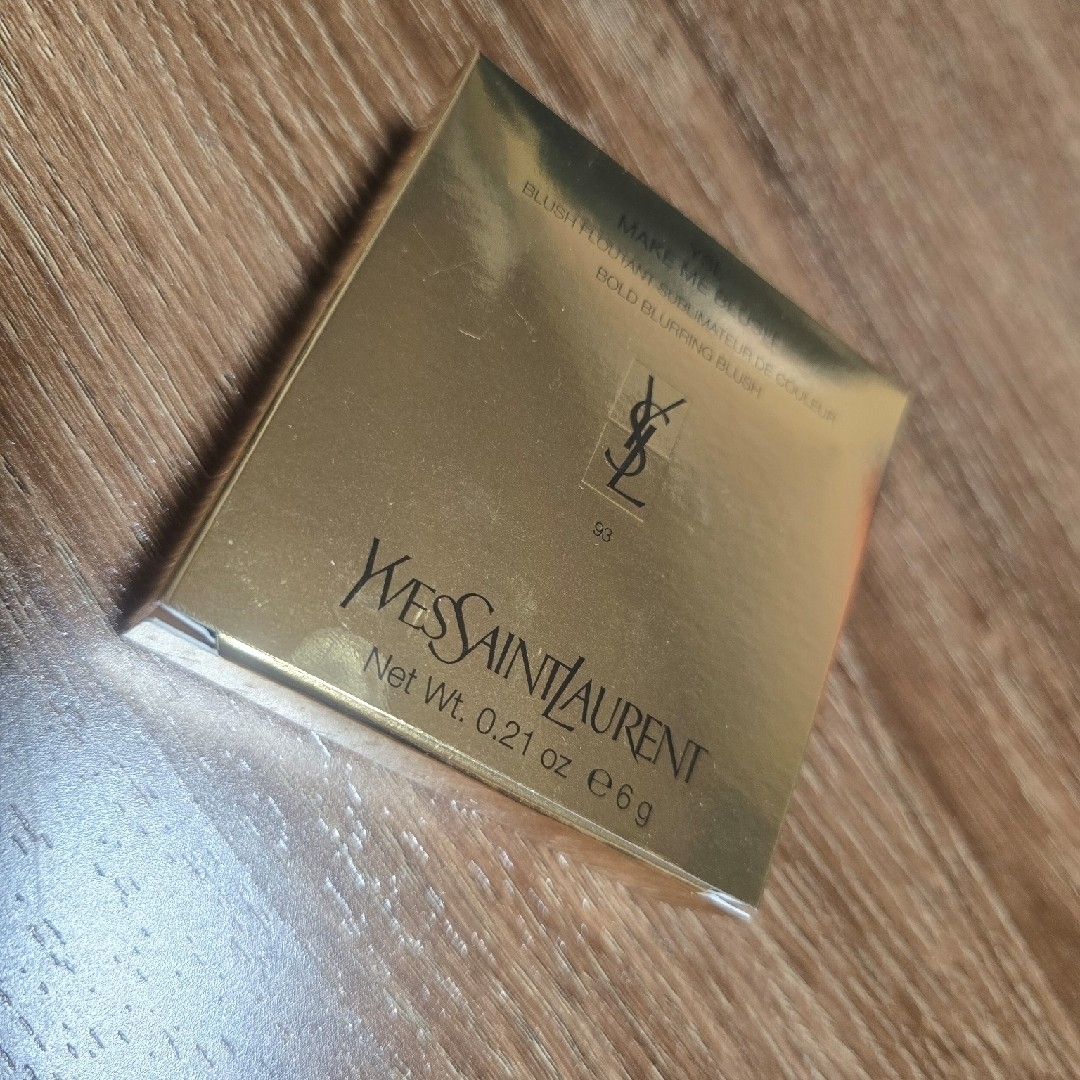 YSL
MAKE ME BLUSH
BLUSH FLOUTANT SUBLIMATEUR DE COULEUR
BOLD BLURRING BLUSH
YSL
93
YVESSAINTLAURENT
Net Wt. 0.21 oz ℮ 6 g